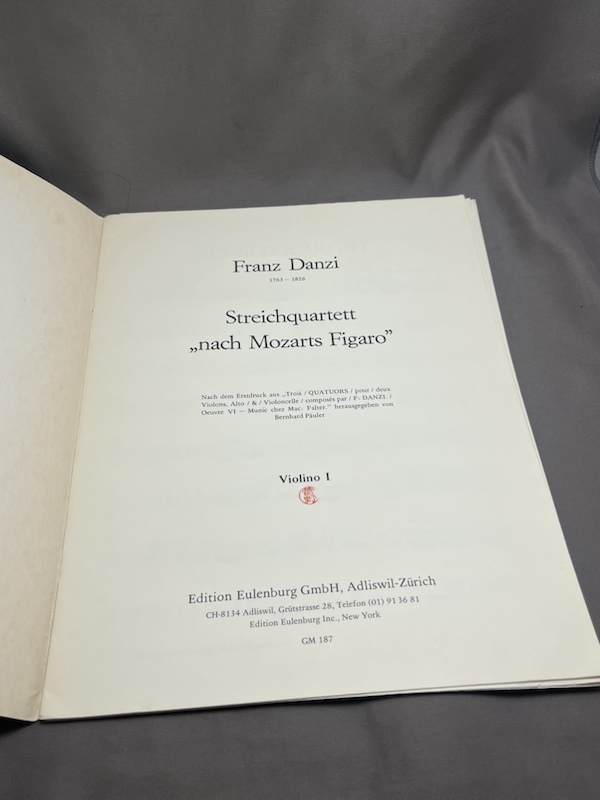 Franz Danzi
1763 – 1826
Streichquartett
„nach Mozarts Figaro”
Nach dem Erstdruck aus „Trois / QUATUORS / pour / deux
Violons, Alto / & / Violoncelle / composés par / F: DANZI. /
Oeuvre VI – Munic chez Mac: Falter.” herausgegeben von
Bernhard Päuler
Violino I
Edition Eulenburg GmbH, Adliswil-Zürich
CH-8134 Adliswil, Grütstrasse 28, Telefon (01) 91 36 81
Edition Eulenburg Inc., New York
GM 187